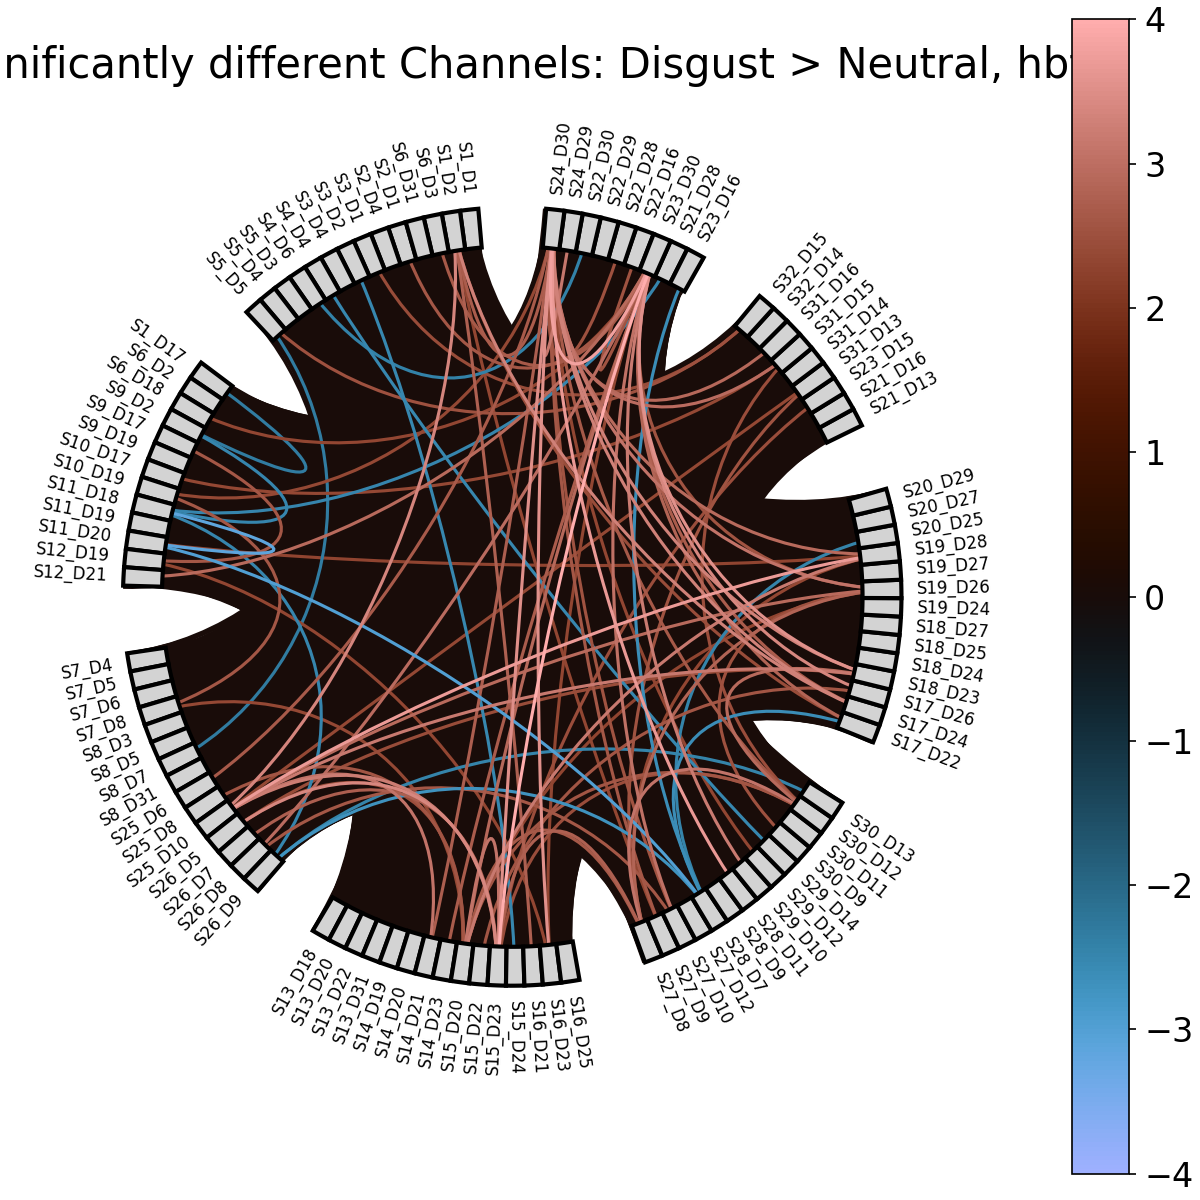 nificantly different Channels: Disgust > Neutral, hb
S24_D30
S24_D29
S22_D30
S22_D29
S22_D28
S22_D16
S23_D30
S21_D28
S23_D16
S32_D15
S32_D14
S31_D16
S31_D15
S31_D14
S31_D13
S23_D15
S21_D16
S21_D13
S20_D29
S20_D27
S20_D25
S19_D28
S19_D27
S19_D26
S19_D24
S18_D27
S18_D25
S18_D24
S18_D23
S17_D26
S17_D24
S17_D22
S30_D13
S30_D12
S30_D11
S30_D9
S29_D14
S29_D12
S29_D10
S28_D11
S28_D9
S28_D7
S27_D12
S27_D10
S27_D9
S27_D8
S16_D25
S16_D23
S16_D21
S15_D24
S15_D23
S15_D22
S15_D20
S14_D23
S14_D21
S14_D20
S14_D19
S13_D31
S13_D22
S13_D20
S13_D18
S26_D9
S26_D8
S26_D7
S26_D5
S25_D10
S25_D8
S25_D6
S8_D31
S8_D7
S8_D5
S8_D3
S7_D8
S7_D6
S7_D5
S7_D4
S12_D21
S12_D19
S11_D20
S11_D19
S11_D18
S10_D19
S10_D17
S9_D19
S9_D17
S9_D2
S6_D18
S6_D2
S1_D17
S5_D5
S5_D4
S5_D3
S4_D6
S4_D4
S3_D4
S3_D2
S3_D1
S2_D4
S2_D1
S6_D31
S6_D3
S1_D2
S1_D1
4
3
2
1
0
−1
−2
−3
−4